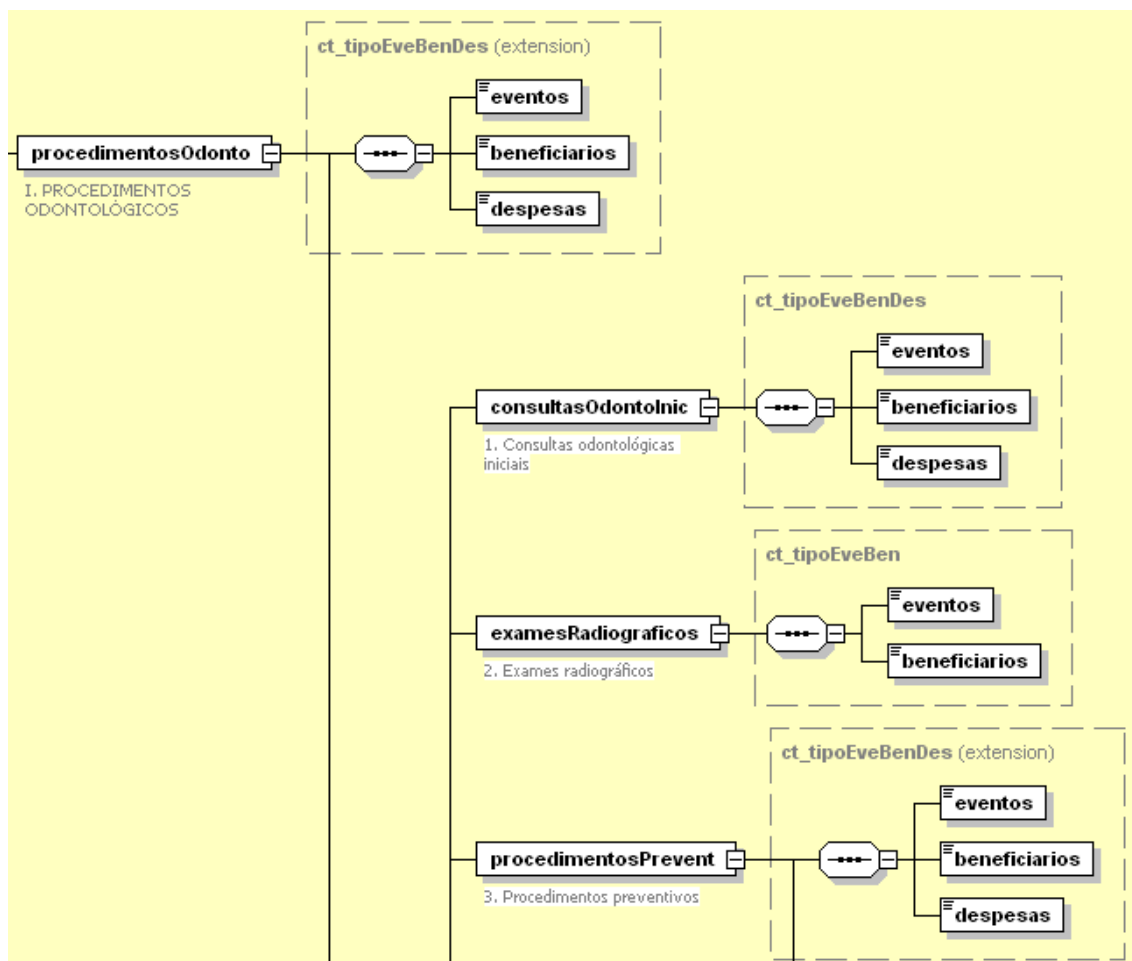 ct_tipoEveBenDes (extension)
eventos
procedimentosOdonto
beneficiarios
I. PROCEDIMENTOS
ODONTOLÓGICOS
despesas
ct_tipoEveBenDes
eventos
consultasOdontoInic
beneficiarios
1. Consultas odontológicas
iniciais
despesas
ct_tipoEveBen
eventos
examesRadiograficos
beneficiarios
2. Exames radiográficos
ct_tipoEveBenDes (extension)
eventos
procedimentosPrevent
beneficiarios
3. Procedimentos preventivos
despesas